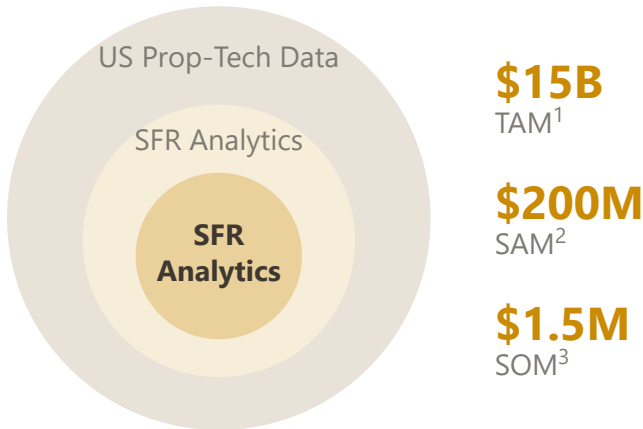 US Prop-Tech Data
SFR Analytics
SFR
Analytics
$15B
TAM¹
$200M
SAM²
$1.5M
SOM³